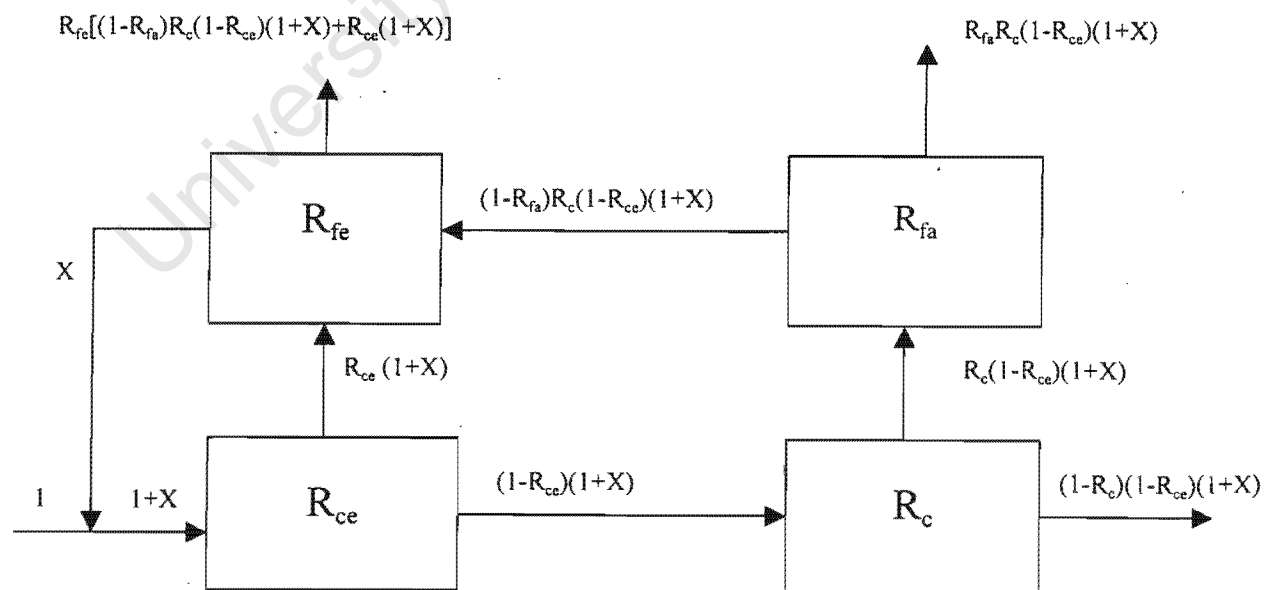 R_fe[(1-R_fa)R_c(1-R_ce)(1+X)+R_ce(1+X)]
R_faR_c(1-R_ce)(1+X)
University
R_fe
(1-R_fa)R_c(1-R_ce)(1+X)
R_fa
X
R_ce (1+X)
R_c(1-R_ce)(1+X)
1
1+X
R_ce
(1-R_ce)(1+X)
R_c
(1-R_c)(1-R_ce)(1+X)